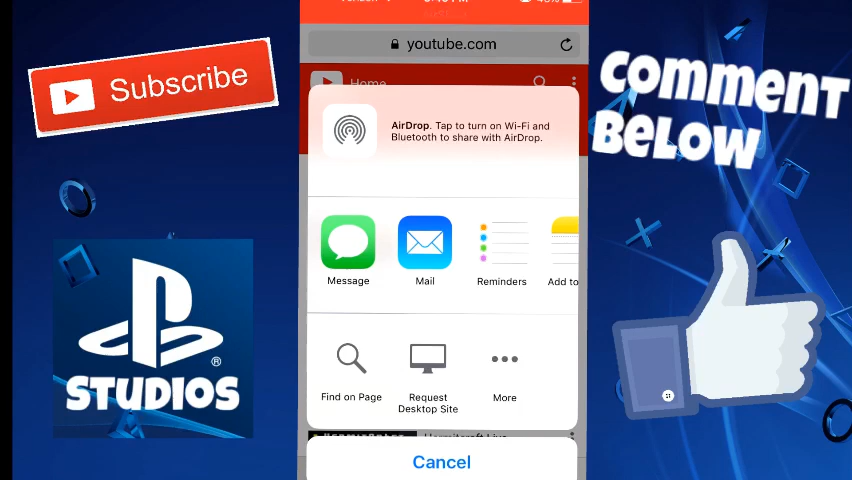 Subscribe
COMMENT
BELOW
youtube.com
Home
AirDrop. Tap to turn on Wi-Fi and
Bluetooth to share with AirDrop.
Message
Mail
Reminders
Add to
Find on Page
Request
Desktop Site
More
STUDIOS
®
Cancel